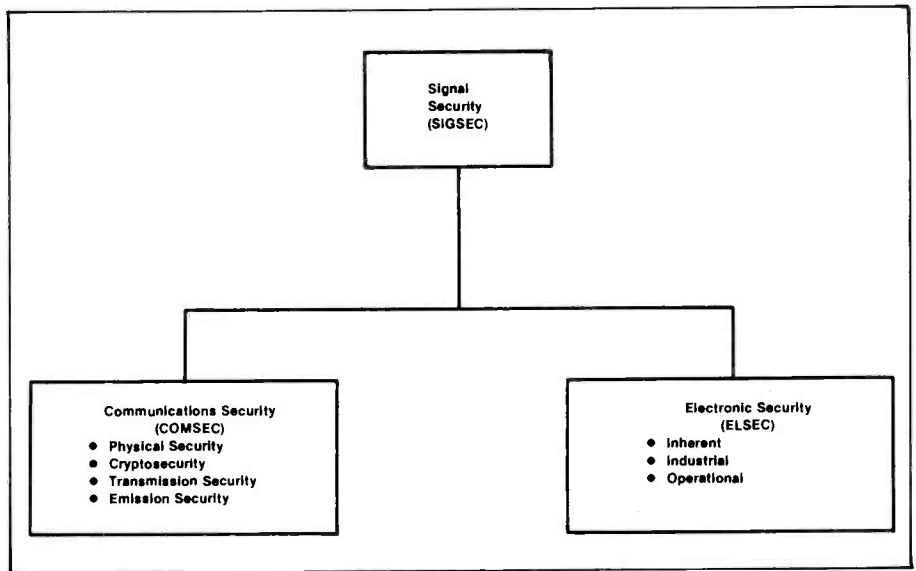 Signal
Security
(SIGSEC)
Communications Security
(COMSEC)
● Physical Security
● Cryptosecurity
● Transmission Security
● Emission Security
Electronic Security
(ELSEC)
● Inherent
● Industrial
● Operational